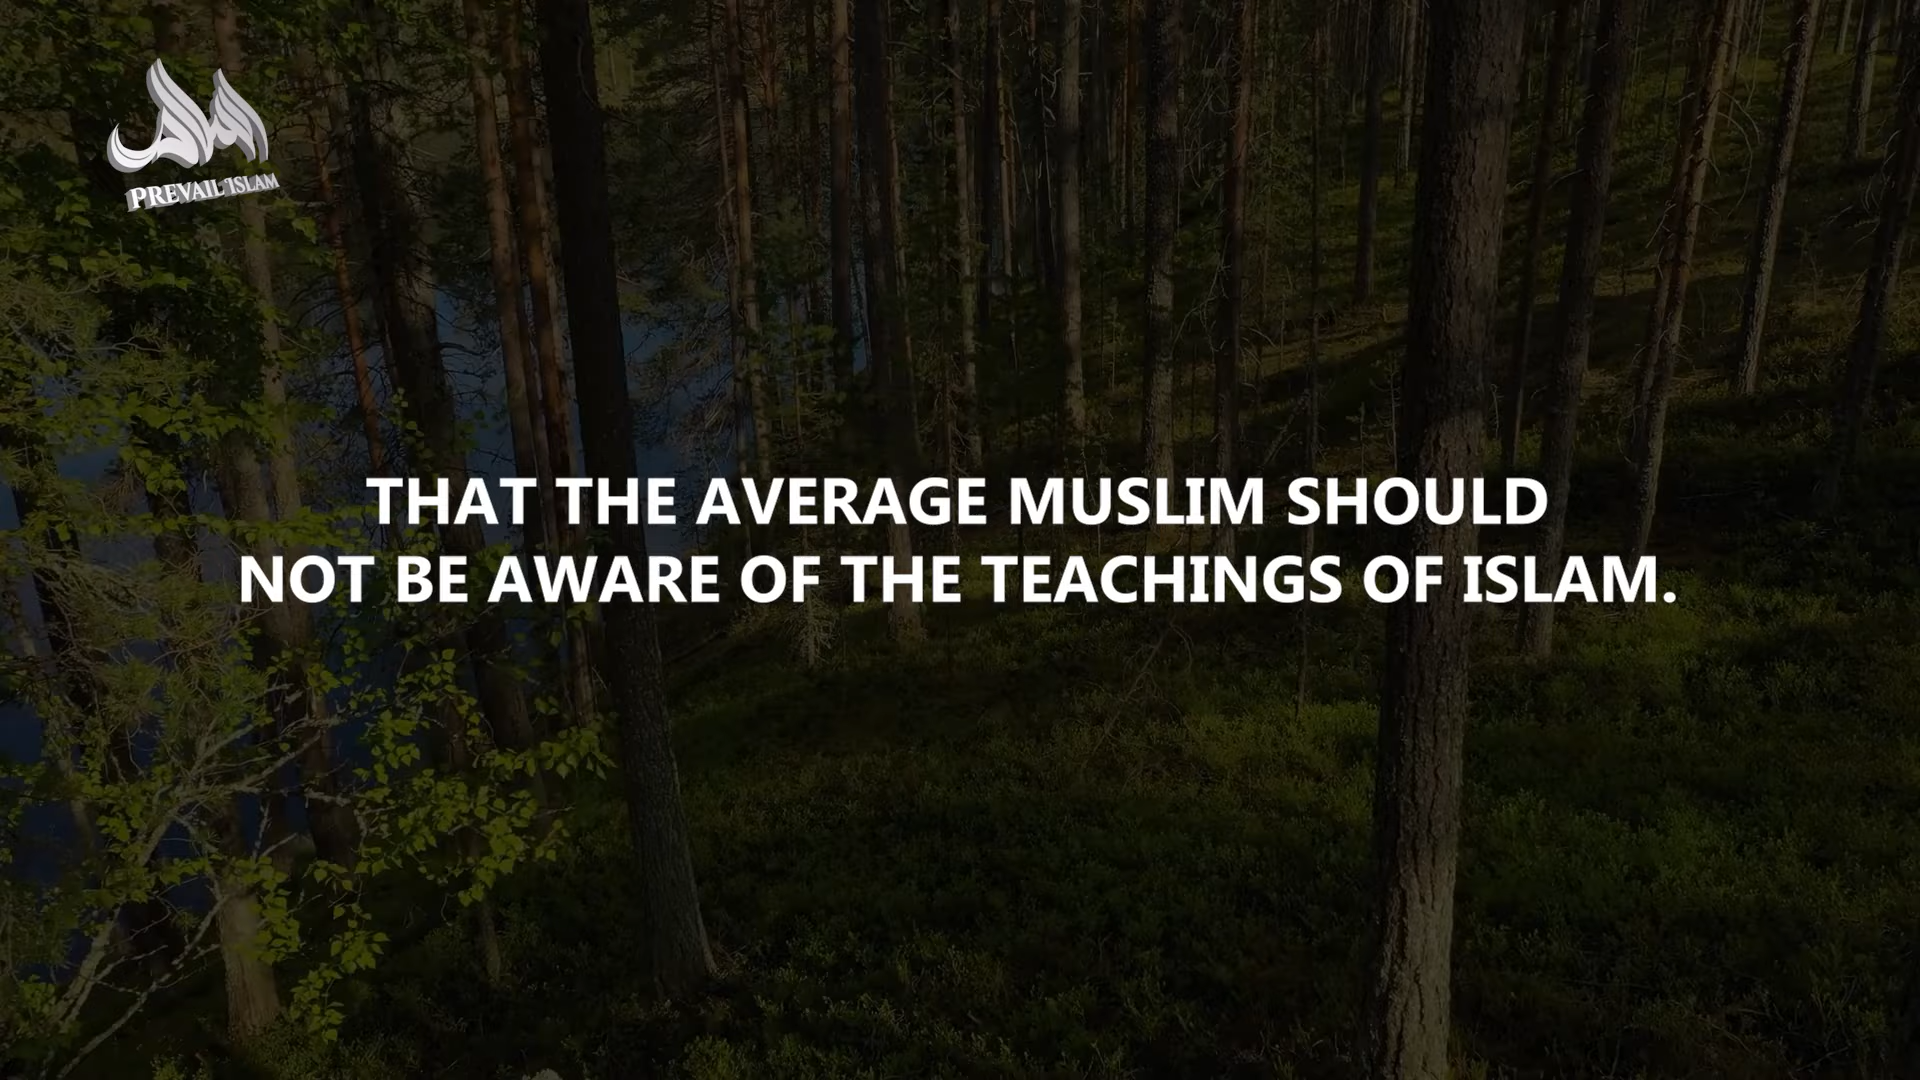 PREVAIL ISLAM
THAT THE AVERAGE MUSLIM SHOULD
NOT BE AWARE OF THE TEACHINGS OF ISLAM.